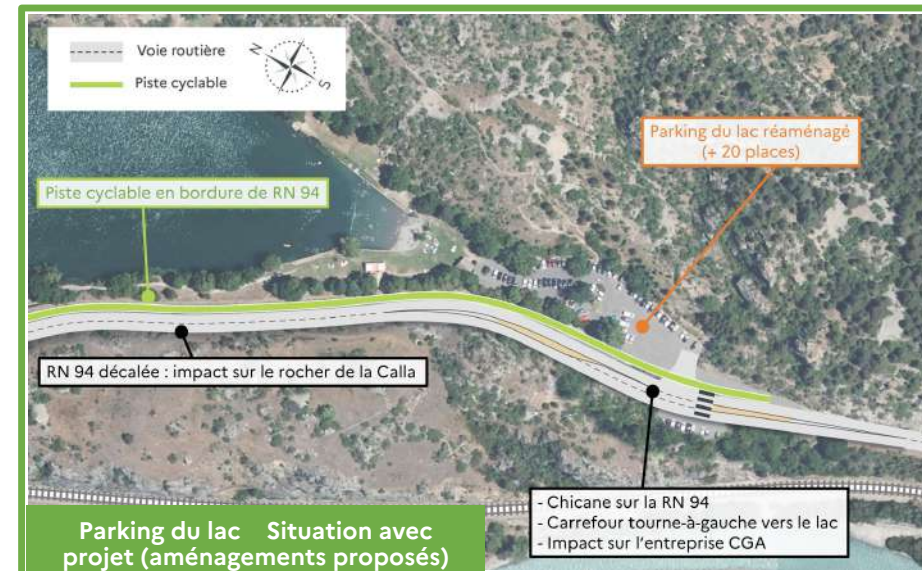 Voie routière
Piste cyclable
N
S
Parking du lac réaménagé
(+ 20 places)
Piste cyclable en bordure de RN 94
RN 94 décalée : impact sur le rocher de la Calla
- Chicane sur la RN 94
- Carrefour tourne-à-gauche vers le lac
- Impact sur l'entreprise CGA
Parking du lac Situation avec
projet (aménagements proposés)